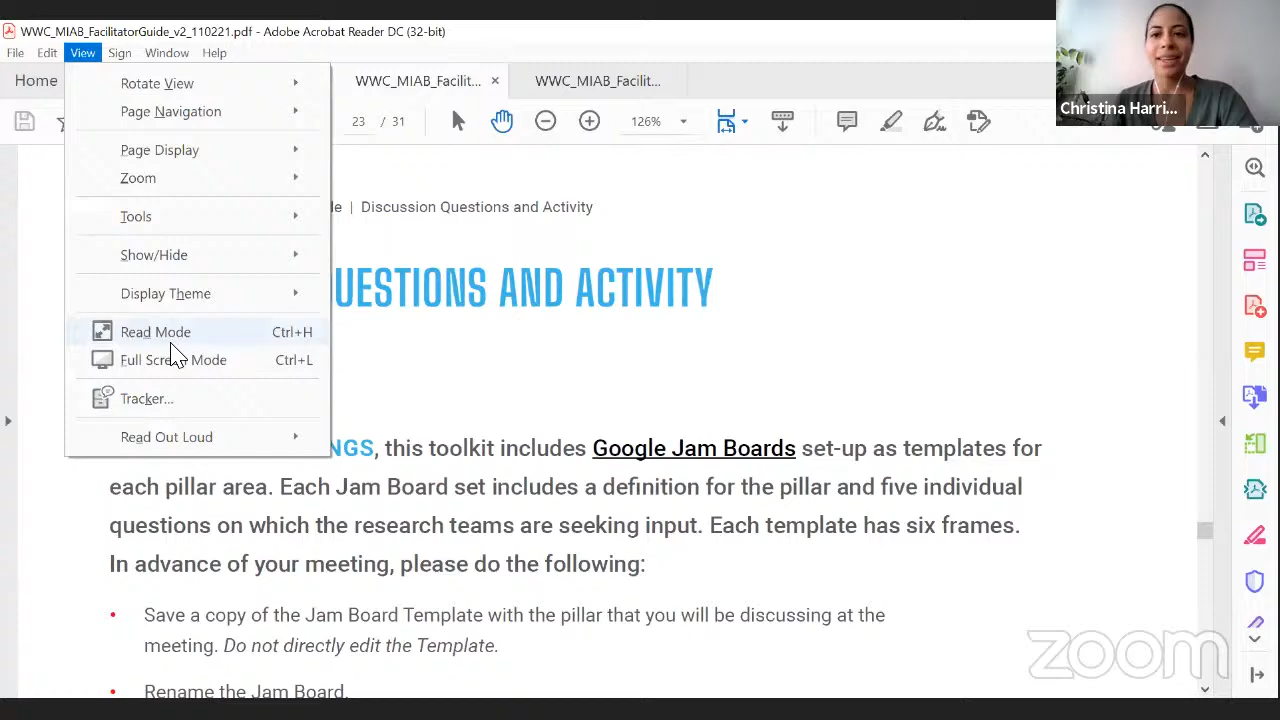 WWC_MIAB_FacilitatorGuide_v2_110221.pdf - Adobe Acrobat Reader DC (32-bit)
File Edit View Sign Window Help
Home
WWC_MIAB_Facilit... ×
WWC_MIAB_Facilit...
23 / 31
126%
Christina Harri...
Rotate View
Page Navigation
Page Display
Zoom
Tools
Show/Hide
Display Theme
Read Mode Ctrl+H
Full Scre Mode Ctrl+L
Tracker...
Read Out Loud
le | Discussion Questions and Activity
UESTIONS AND ACTIVITY
NGS, this toolkit includes Google Jam Boards set-up as templates for
each pillar area. Each Jam Board set includes a definition for the pillar and five individual
questions on which the research teams are seeking input. Each template has six frames.
In advance of your meeting, please do the following:
• Save a copy of the Jam Board Template with the pillar that you will be discussing at the
meeting. Do not directly edit the Template.
• Rename the Jam Board.
zoom